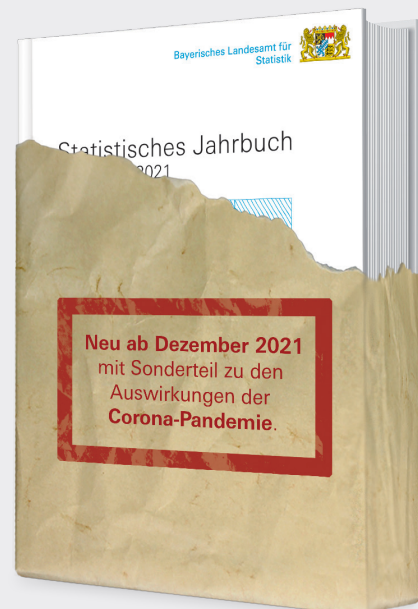 Bayerisches Landesamt für
Statistik
Statistisches Jahrbuch
2021
Neu ab Dezember 2021
mit Sonderteil zu den
Auswirkungen der
Corona-Pandemie.